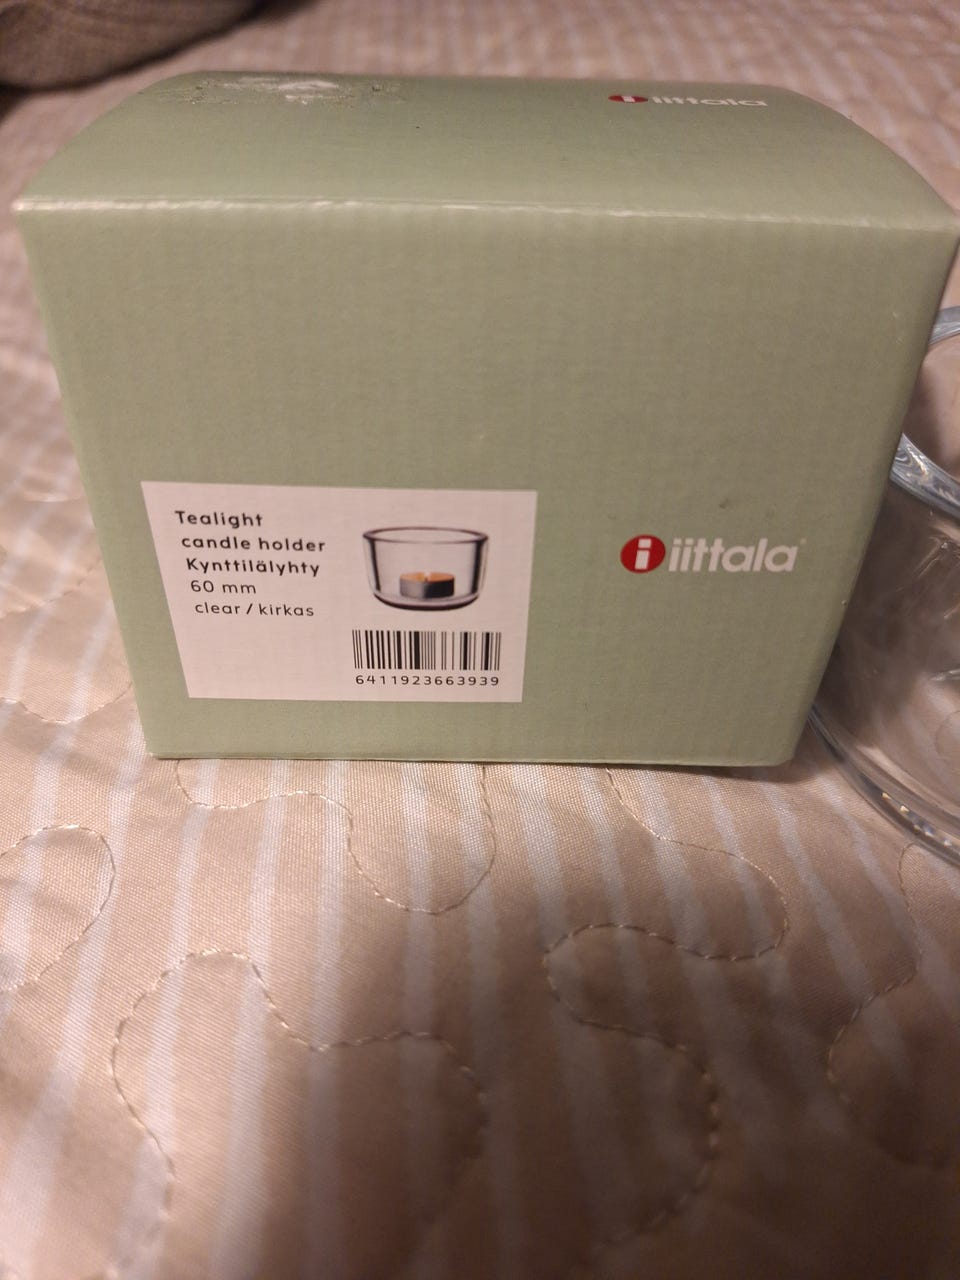 iittala
Tealight
candle holder
Kynttilälyhty
60 mm
clear / kirkas
6411923663939
i iittala